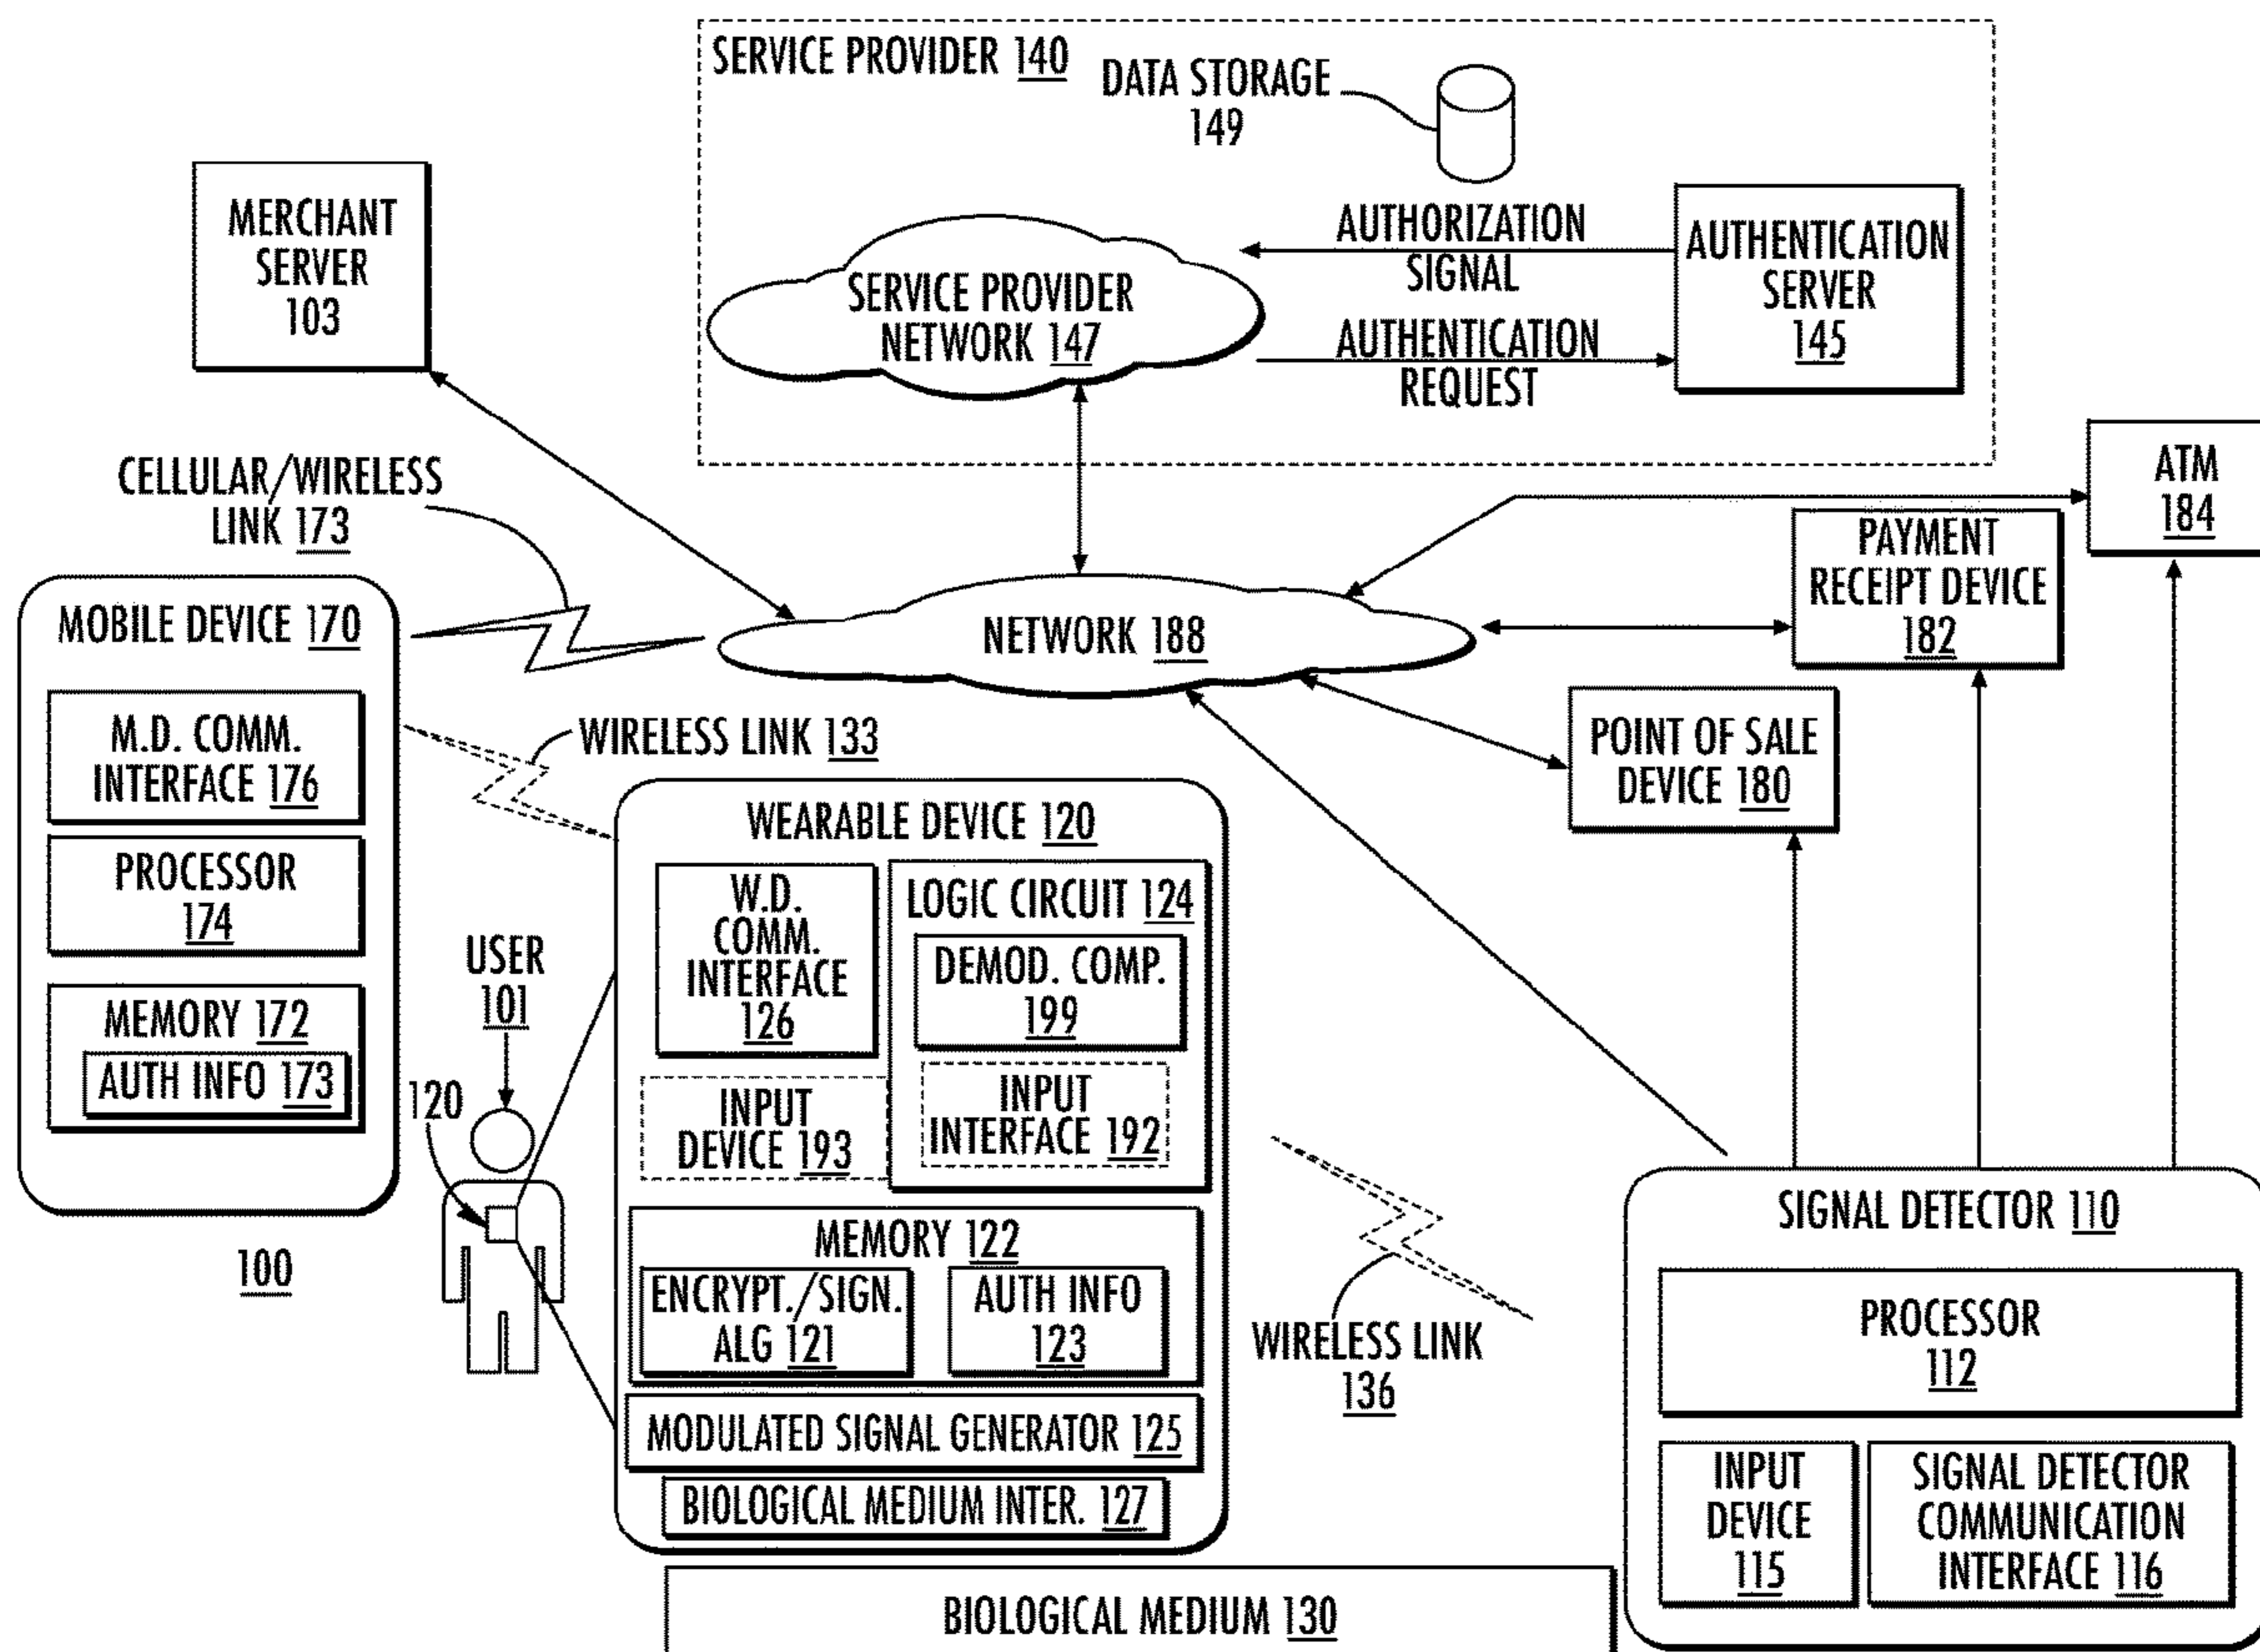 SERVICE PROVIDER 140
DATA STORAGE
149
MERCHANT
SERVER
103
AUTHORIZATION
SIGNAL
AUTHENTICATION
SERVER
145
SERVICE PROVIDER
NETWORK 147
AUTHENTICATION
REQUEST
CELLULAR/WIRELESS
LINK 173
ATM
184
PAYMENT
RECEIPT DEVICE
182
NETWORK 188
POINT OF SALE
DEVICE 180
MOBILE DEVICE 170
M.D. COMM.
INTERFACE 176
PROCESSOR
174
MEMORY 172
AUTH INFO 173
WIRELESS LINK 133
USER
101
120
100
WEARABLE DEVICE 120
W.D.
COMM.
INTERFACE
126
LOGIC CIRCUIT 124
DEMOD. COMP.
199
INPUT
DEVICE 193
INPUT
INTERFACE 192
MEMORY 122
ENCRYPT./SIGN.
ALG 121
AUTH INFO
123
MODULATED SIGNAL GENERATOR 125
BIOLOGICAL MEDIUM INTER. 127
WIRELESS LINK
136
BIOLOGICAL MEDIUM 130
SIGNAL DETECTOR 110
PROCESSOR
112
INPUT
DEVICE
115
SIGNAL DETECTOR
COMMUNICATION
INTERFACE 116